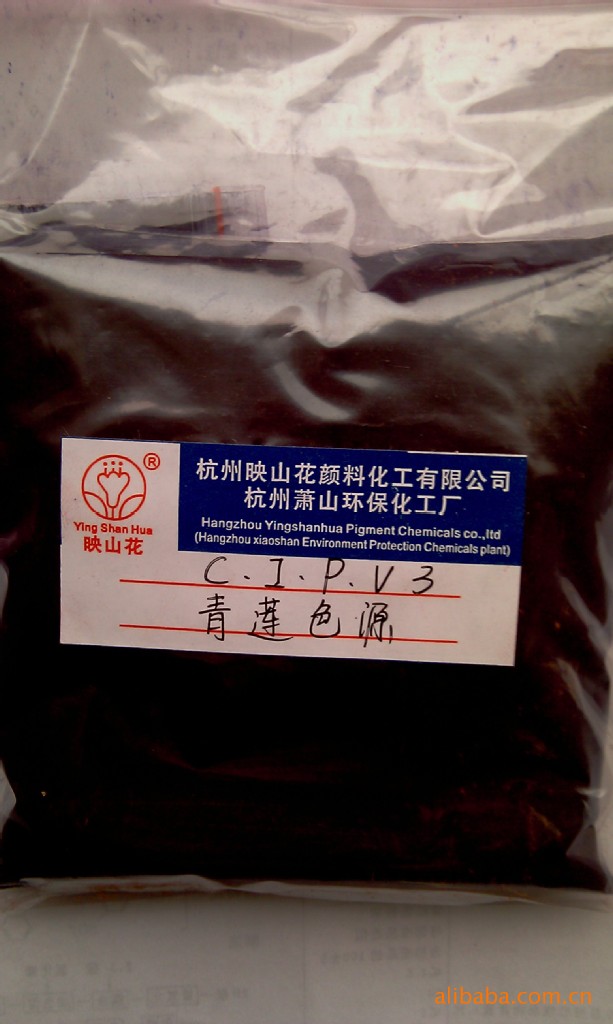 ®
Ying Shan Hua
映山花
杭州映山花颜料化工有限公司
杭州萧山环保化工厂
Hangzhou Yingshanhua Pigment Chemicals co.,ltd
(Hangzhou xiaoshan Environment Protection Chemicals plant)
C.I.P.V3
青莲色源
alibaba.com.cn